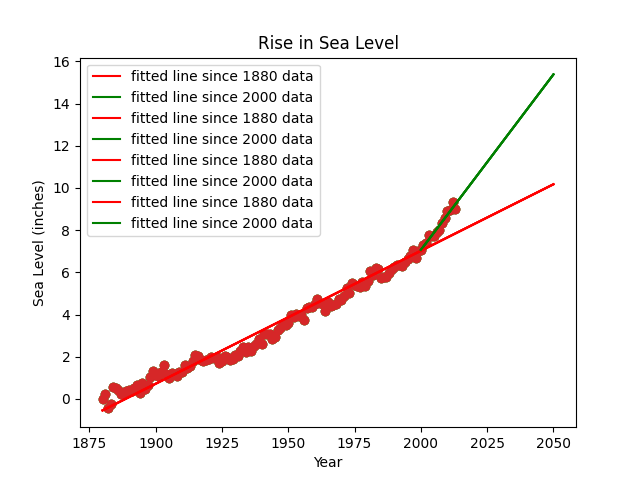 Rise in Sea Level
16
14
12
10
8
6
4
2
0
Sea Level (inches)
fitted line since 1880 data
fitted line since 2000 data
fitted line since 1880 data
fitted line since 2000 data
fitted line since 1880 data
fitted line since 2000 data
fitted line since 1880 data
fitted line since 2000 data
1875 1900 1925 1950 1975 2000 2025 2050
Year